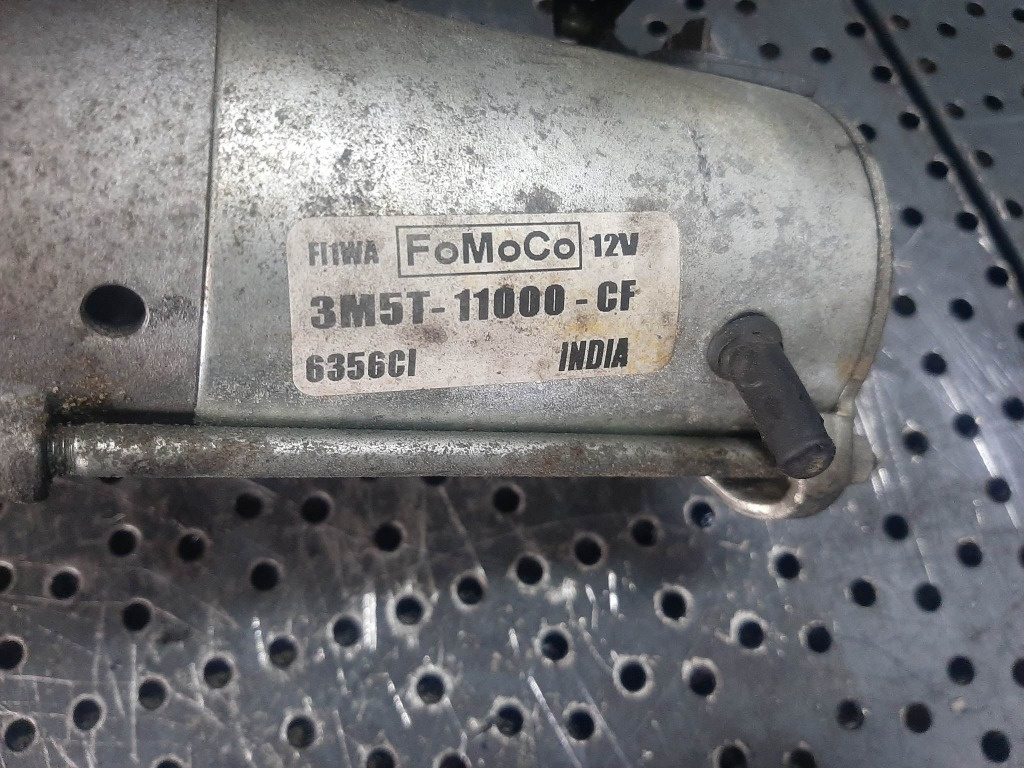 FI1WA FoMoCo 12V
3M5T-11000-CF
6356CI INDIA